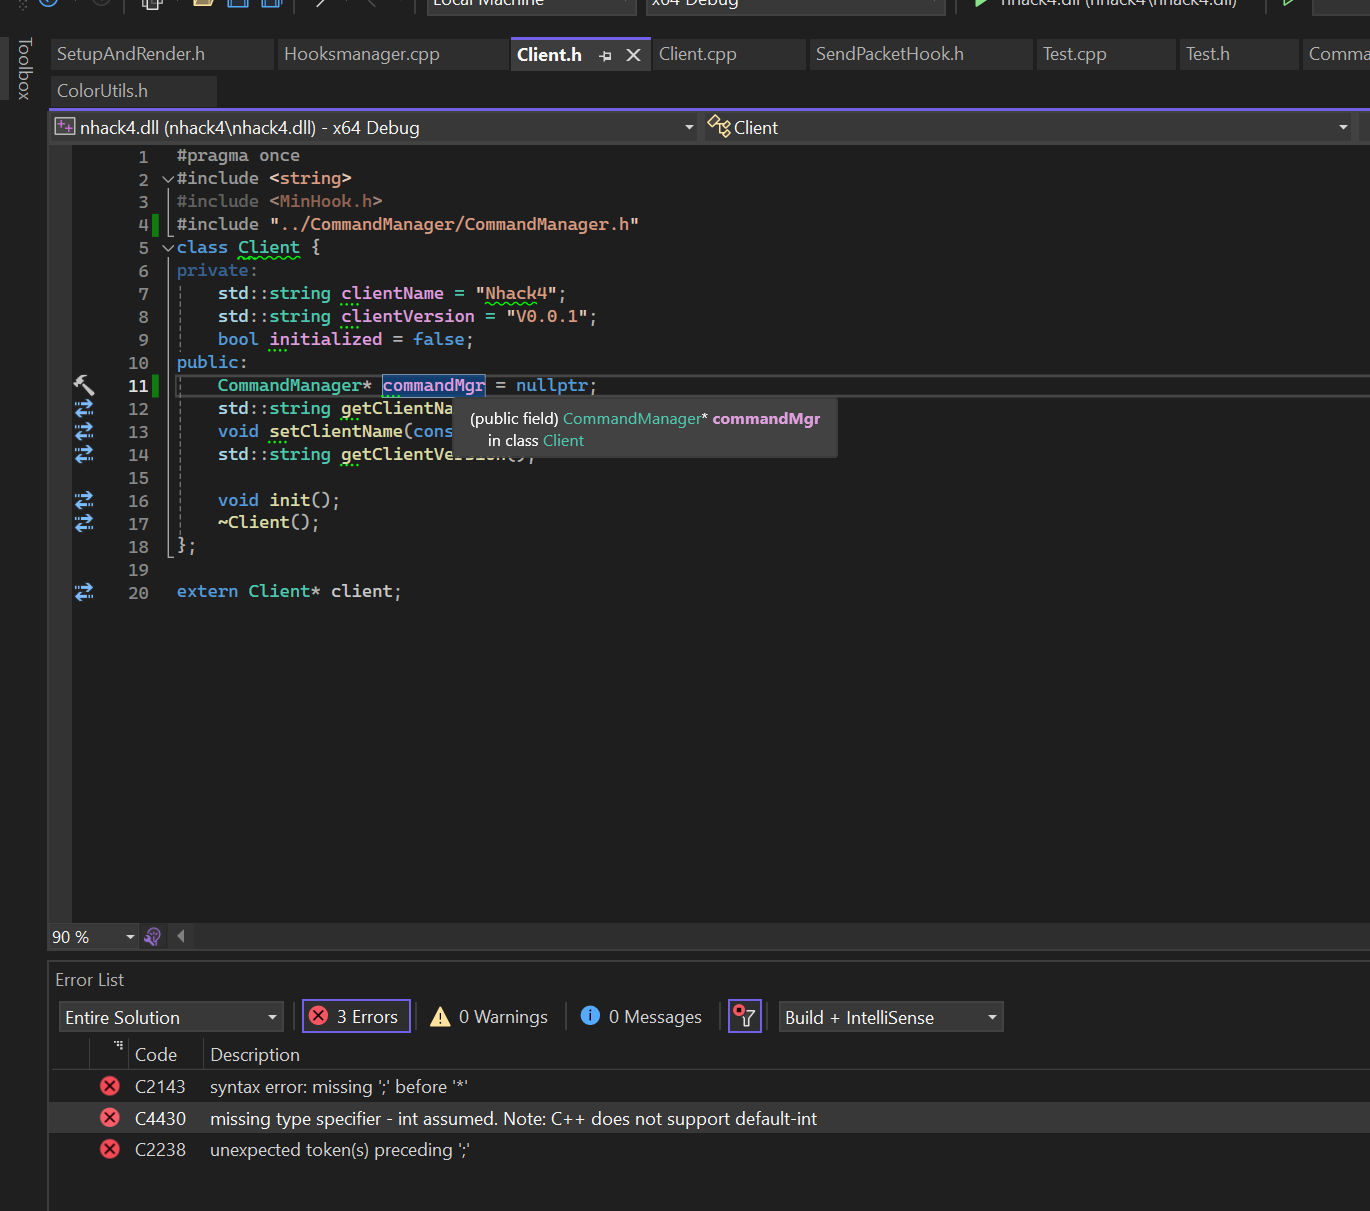 Local Machine
x64 Debug
nhack4.dll (nhack4\nhack4.dll)
Toolbox
SetupAndRender.h
Hooksmanager.cpp
Client.h
Client.cpp
SendPacketHook.h
Test.cpp
Test.h
Comma
ColorUtils.h
nhack4.dll (nhack4\nhack4.dll) - x64 Debug
Client
1 #pragma once
2 #include <string>
3 #include <MinHook.h>
4 #include "../CommandManager/CommandManager.h"
5 class Client {
6 private:
7 std::string clientName = "Nhack4";
8 std::string clientVersion = "V0.0.1";
9 bool initialized = false;
10 public:
11 CommandManager* commandMgr = nullptr;
12 std::string getClientNa
13 void setClientName(cons
14 std::string getClientVersion();
(public field) CommandManager* commandMgr
in class Client
15
16 void init();
17 ~Client();
18 };
19
20 extern Client* client;
90 %
Error List
Entire Solution
3 Errors
0 Warnings
0 Messages
Build + IntelliSense
Code Description
C2143 syntax error: missing ';' before '*'
C4430 missing type specifier - int assumed. Note: C++ does not support default-int
C2238 unexpected token(s) preceding ';'